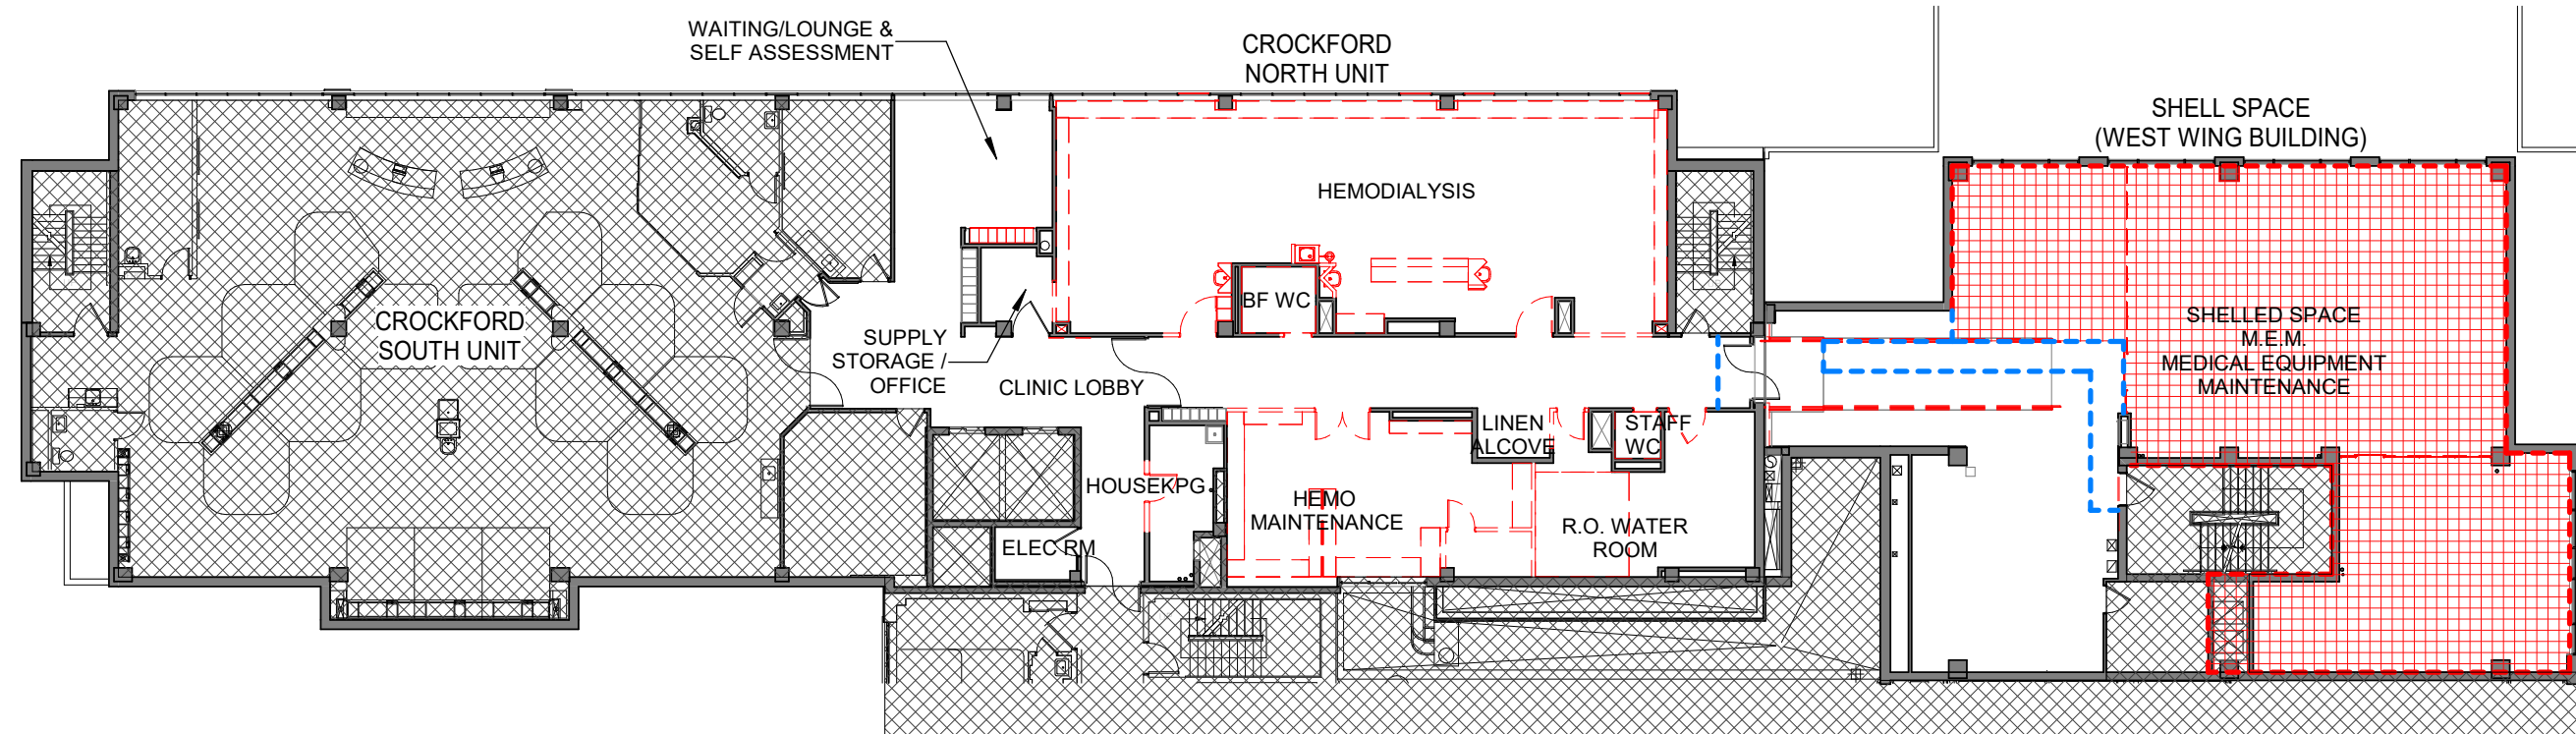 WAITING/LOUNGE &
SELF ASSESSMENT
CROCKFORD
NORTH UNIT
SHELL SPACE
(WEST WING BUILDING)
HEMODIALYSIS
BF WC
CROCKFORD
SOUTH UNIT
SUPPLY
STORAGE /
OFFICE
CLINIC LOBBY
SHELLED SPACE
M.E.M.
MEDICAL EQUIPMENT
MAINTENANCE
LINEN
ALCOVE
STAFF
WC
HOUSEKPG
HEMO
MAINTENANCE
R.O. WATER
ROOM
ELEC RM